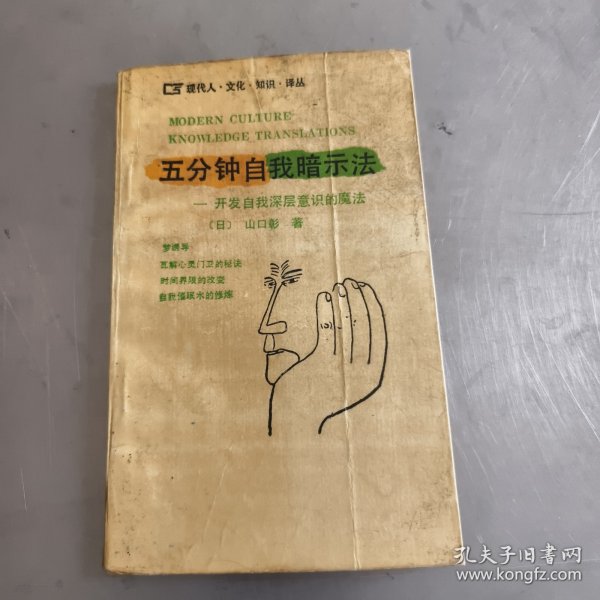 现代人·文化·知识·译丛
MODERN CULTURE
KNOWLEDGE TRANSLATIONS
五分钟自我暗示法
— 开发自我深层意识的魔法
〔日〕 山口彰 著
梦诱导
瓦解心灵门卫的秘诀
时间界限的改变
自我催眠术的修炼
孔夫子旧书网
www.kongfz.com